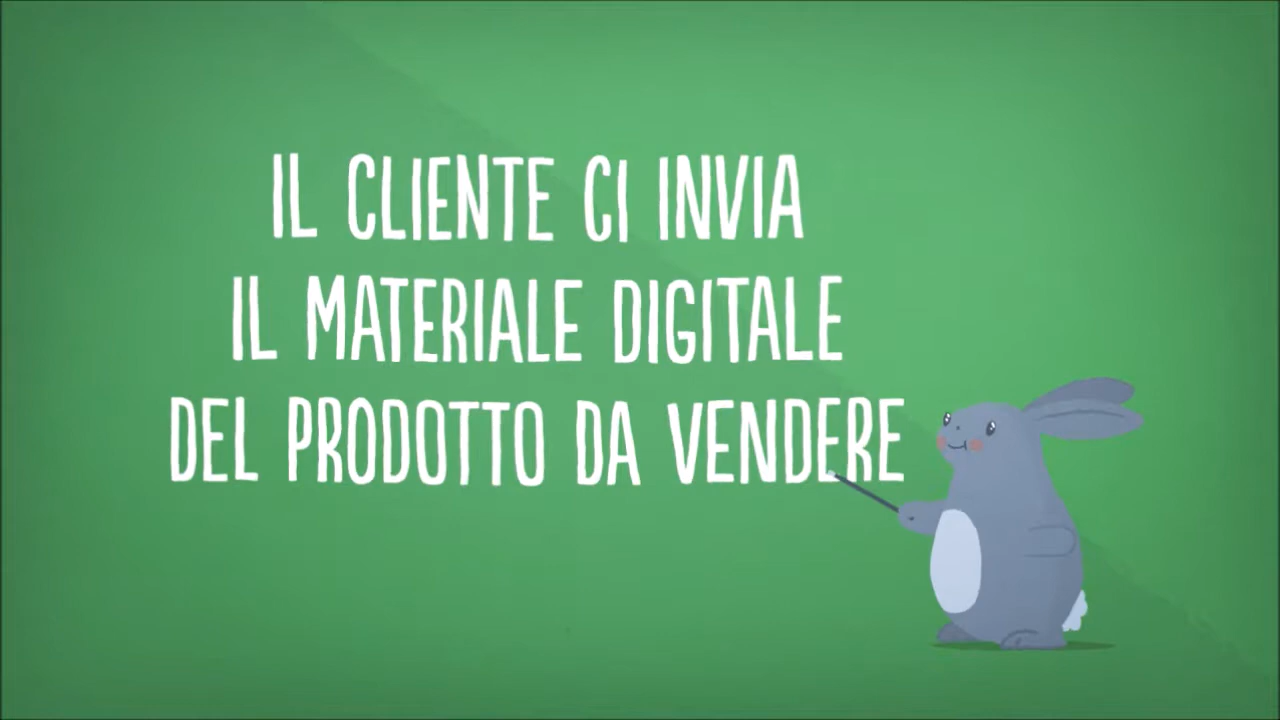 IL CLIENTE CI INVIA
IL MATERIALE DIGITALE
DEL PRODOTTO DA VENDERE